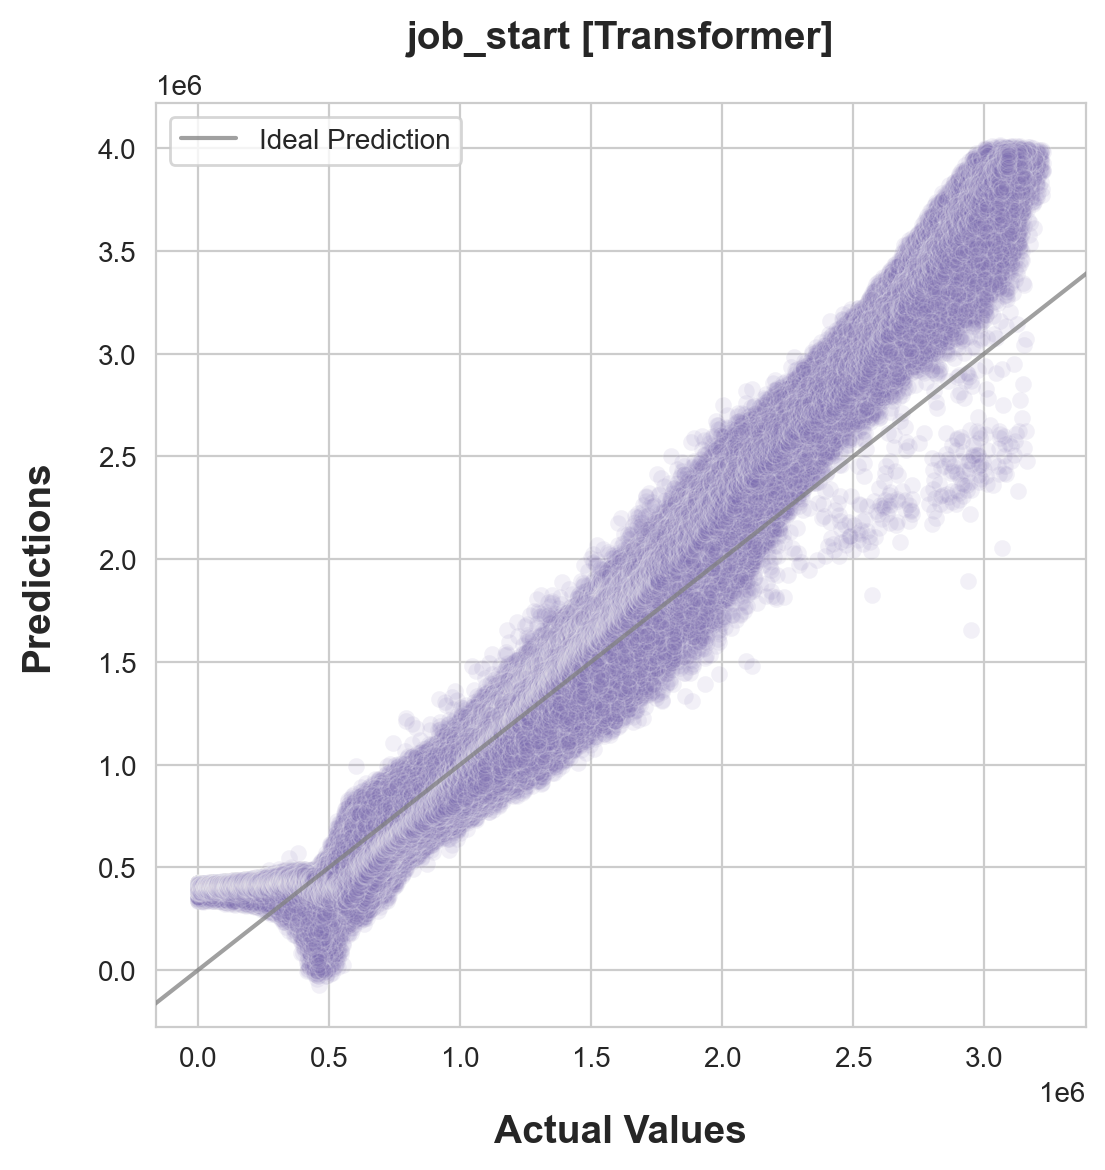 job_start [Transformer]
1e6
Ideal Prediction
4.0
3.5
3.0
2.5
2.0
1.5
1.0
0.5
0.0
Predictions
0.0 0.5 1.0 1.5 2.0 2.5 3.0
1e6
Actual Values